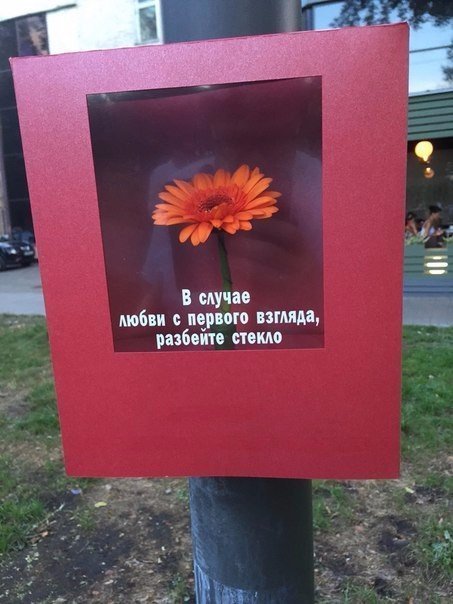 В случае
любви с первого взгляда,
разбейте стекло